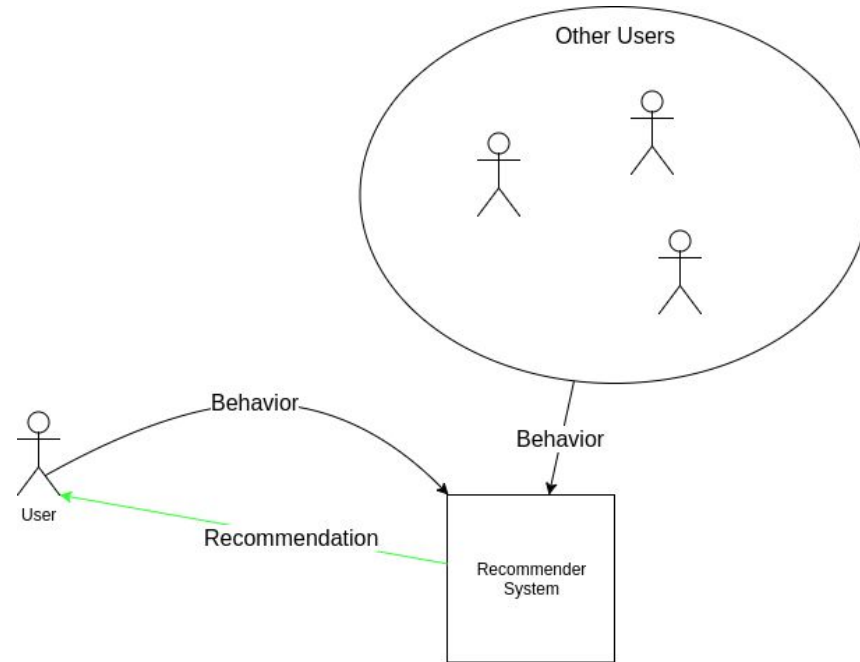 Other Users
Behavior
Behavior
User
Recommendation
Recommender
System